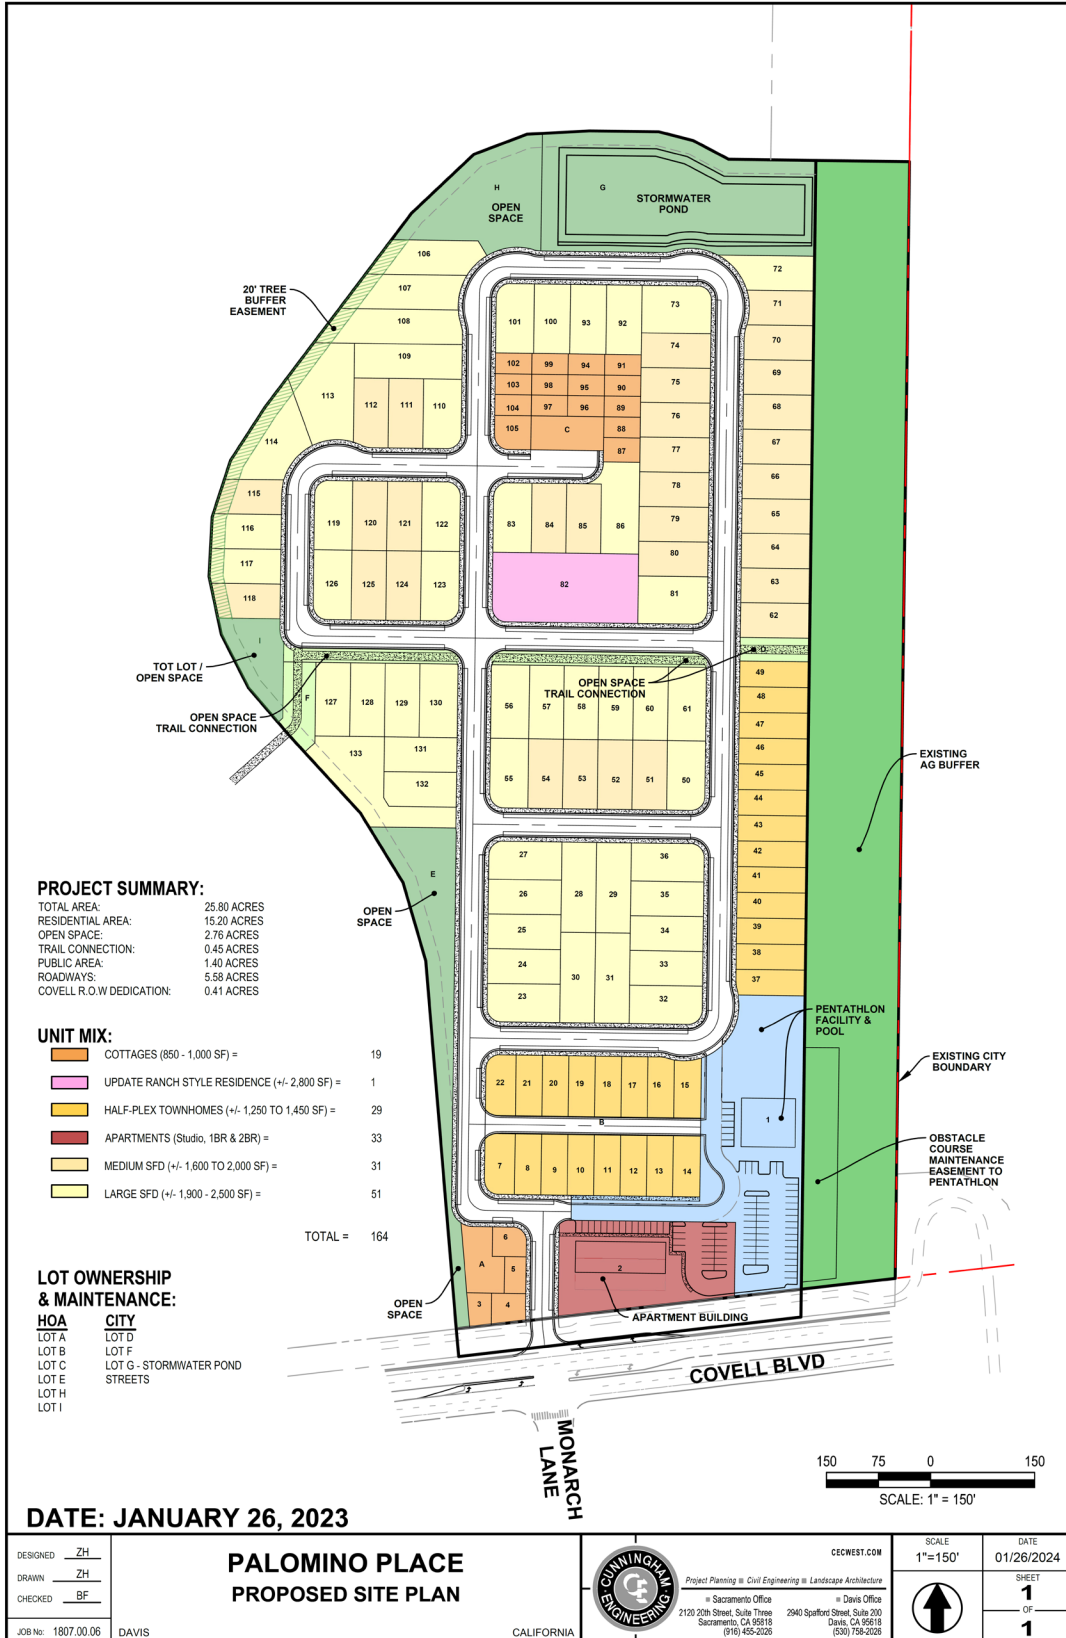 H
OPEN
SPACE
G
STORMWATER
POND
20' TREE
BUFFER
EASEMENT
106
107
108
109
113
112
111
110
114
115
116
117
118
101
100
93
92
102
99
94
91
103
98
95
90
104
97
96
89
105
C
88
87
73
74
75
76
77
78
79
80
81
72
71
70
69
68
67
66
65
64
63
62
119
120
121
122
126
125
124
123
83
84
85
86
82
I
TOT LOT /
OPEN SPACE
OPEN SPACE
TRAIL CONNECTION
F
OPEN SPACE
TRAIL CONNECTION
D
127
128
129
130
133
131
132
56
57
58
59
60
61
55
54
53
52
51
50
49
48
47
46
45
44
43
42
41
40
39
38
37
EXISTING
AG BUFFER
E
OPEN
SPACE
27
26
25
24
23
28
29
30
31
36
35
34
33
32
PROJECT SUMMARY:
TOTAL AREA: 25.80 ACRES
RESIDENTIAL AREA: 15.20 ACRES
OPEN SPACE: 2.76 ACRES
TRAIL CONNECTION: 0.45 ACRES
PUBLIC AREA: 1.40 ACRES
ROADWAYS: 5.58 ACRES
COVELL R.O.W DEDICATION: 0.41 ACRES
UNIT MIX:
COTTAGES (850 - 1,000 SF) = 19
UPDATE RANCH STYLE RESIDENCE (+/- 2,800 SF) = 1
HALF-PLEX TOWNHOMES (+/- 1,250 TO 1,450 SF) = 29
APARTMENTS (Studio, 1BR & 2BR) = 33
MEDIUM SFD (+/- 1,600 TO 2,000 SF) = 31
LARGE SFD (+/- 1,900 - 2,500 SF) = 51
TOTAL = 164
PENTATHLON
FACILITY &
POOL
EXISTING CITY
BOUNDARY
22
21
20
19
18
17
16
15
B
1
7
8
9
10
11
12
13
14
OBSTACLE
COURSE
MAINTENANCE
EASEMENT TO
PENTATHLON
6
A
5
3
4
2
OPEN
SPACE
APARTMENT BUILDING
LOT OWNERSHIP
& MAINTENANCE:
HOA CITY
LOT A LOT D
LOT B LOT F
LOT C LOT G - STORMWATER POND
LOT E STREETS
LOT H
LOT I
COVELL BLVD
MONARCH
LANE
150 75 0 150
SCALE: 1" = 150'
DATE: JANUARY 26, 2023
DESIGNED ZH
DRAWN ZH
CHECKED BF
JOB No: 1807.00.06
PALOMINO PLACE
PROPOSED SITE PLAN
DAVIS CALIFORNIA
CUNNINGHAM
ENGINEERING
CE
CECWEST.COM
Project Planning ■ Civil Engineering ■ Landscape Architecture
■ Sacramento Office
2120 20th Street, Suite Three
Sacramento, CA 95818
(916) 455-2026
■ Davis Office
2940 Spafford Street, Suite 200
Davis, CA 95618
(530) 758-2026
SCALE
1"=150'
DATE
01/26/2024
SHEET
1
OF
1